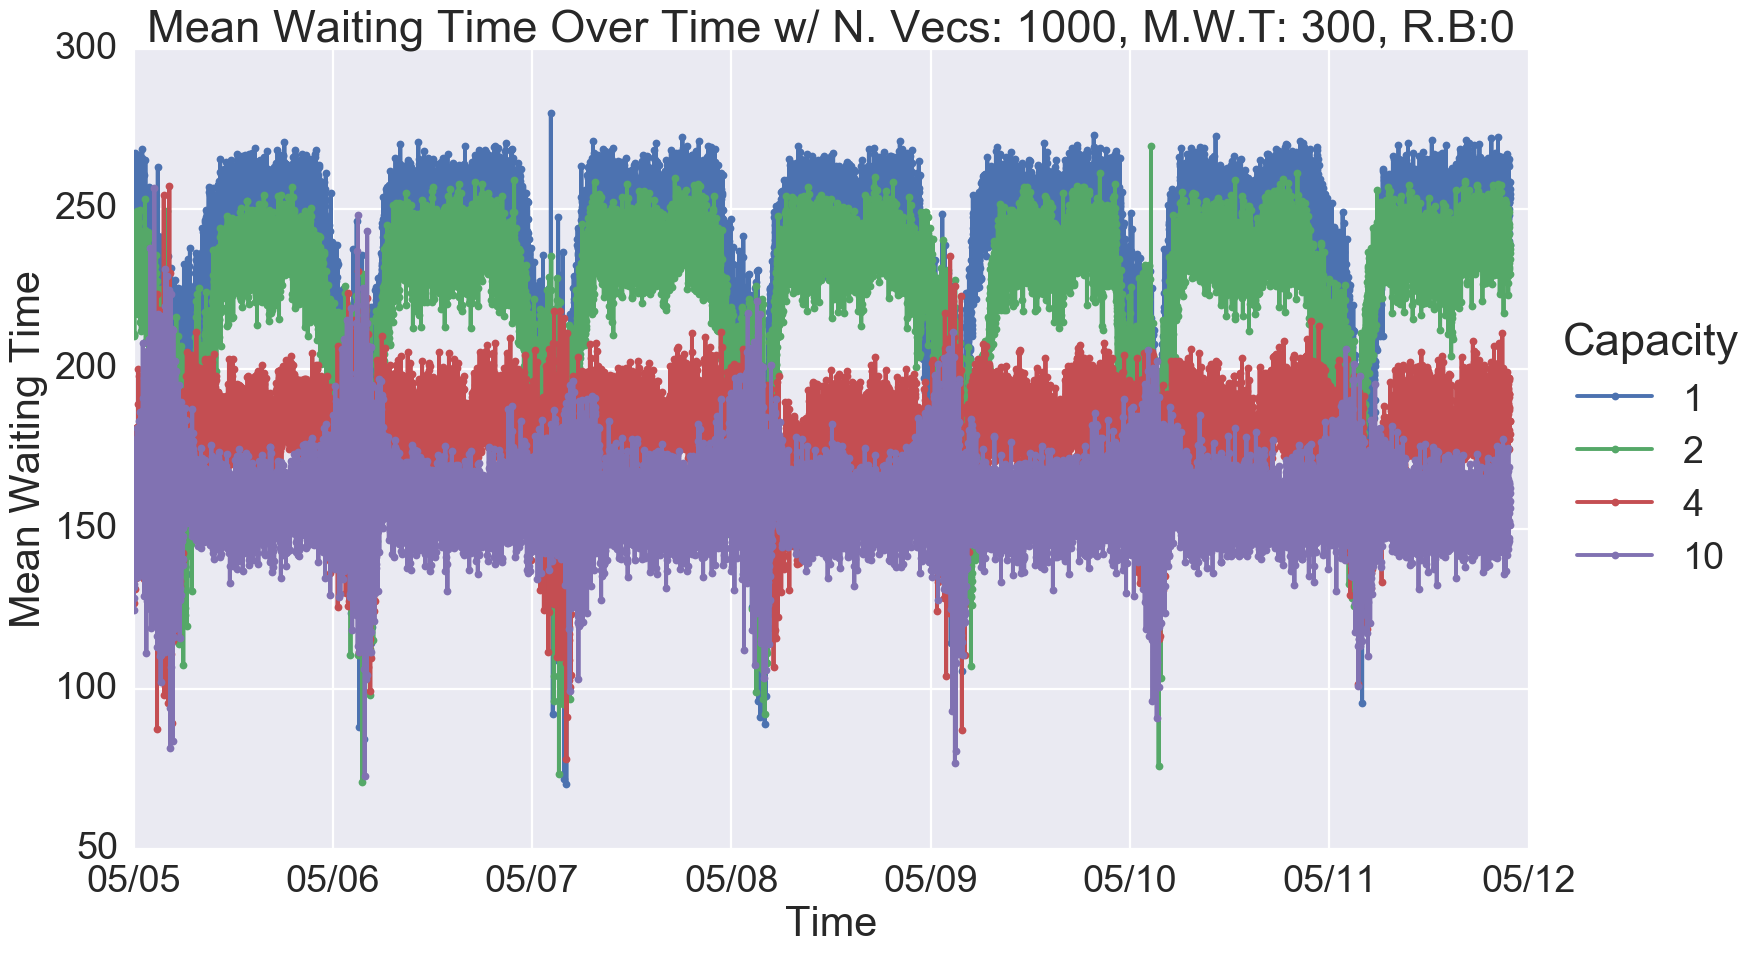 Mean Waiting Time Over Time w/ N. Vecs: 1000, M.W.T: 300, R.B:0
300
250
200
150
100
50
Mean Waiting Time
05/05 05/06 05/07 05/08 05/09 05/10 05/11 05/12
Time
Capacity
1
2
4
10